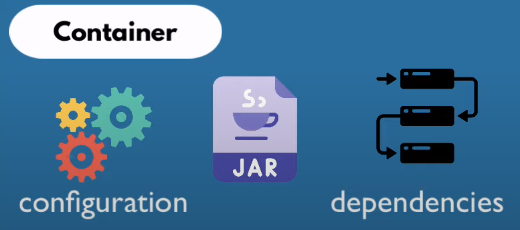 Container
S›
JAR
configuration
dependencies